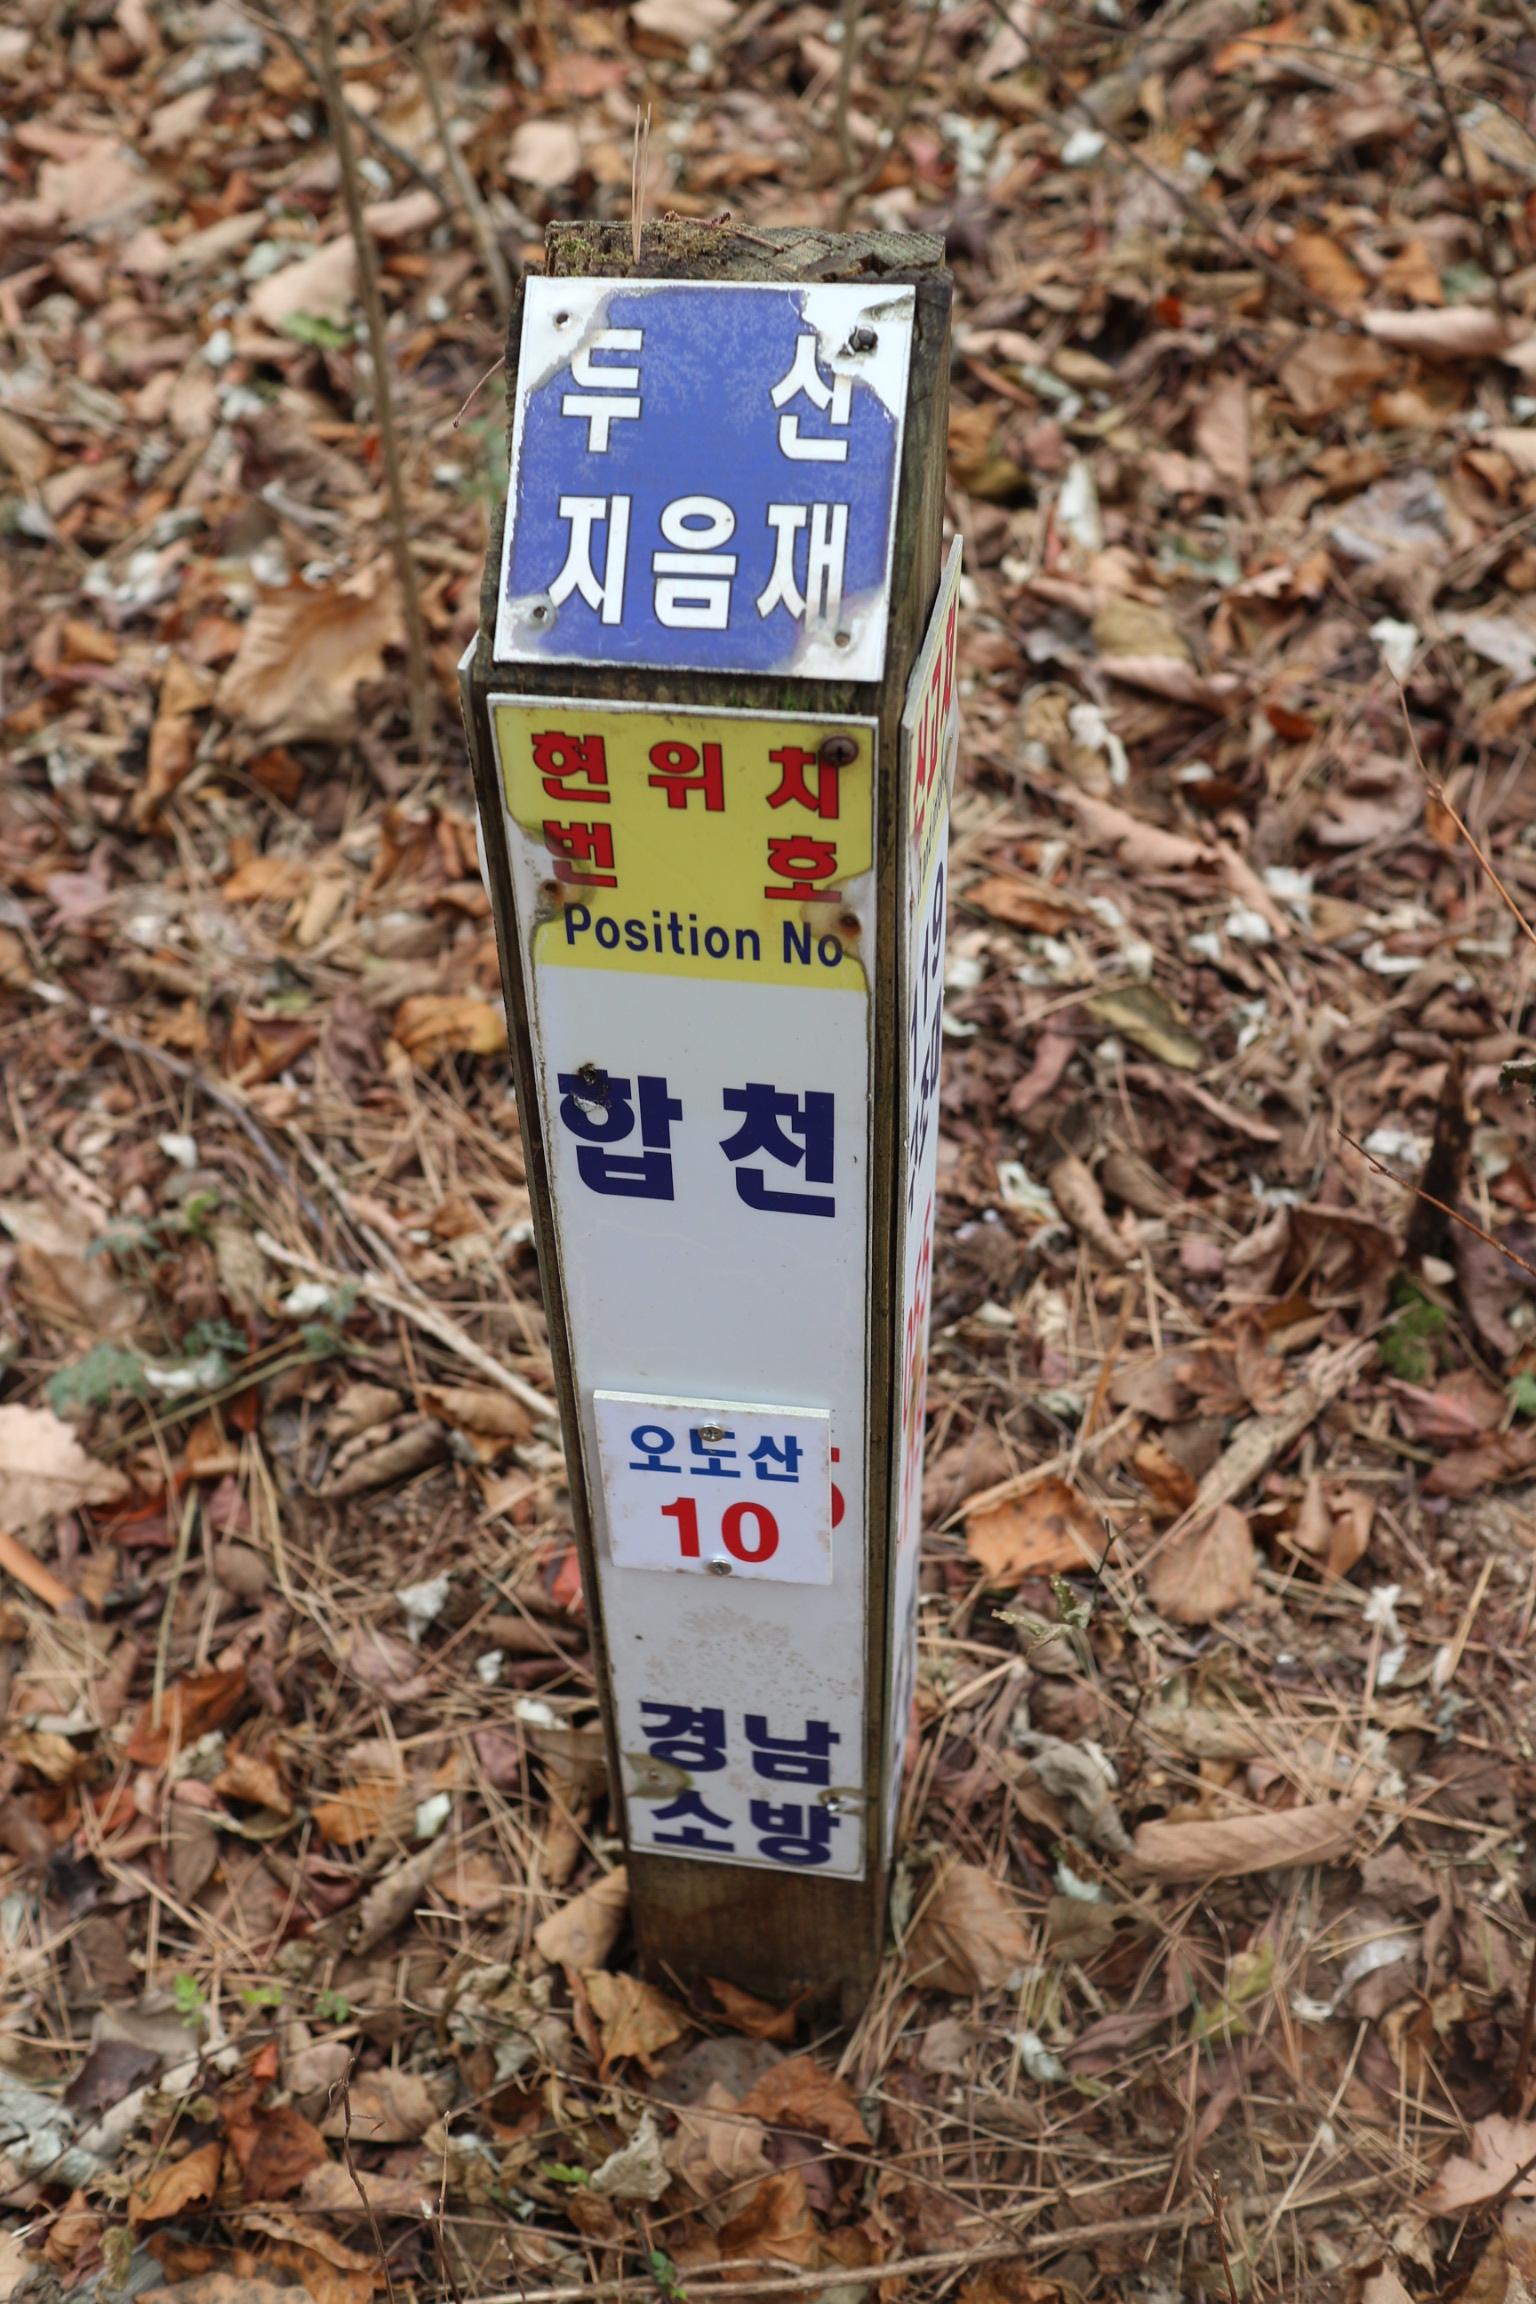 두 산
지음재
현 위 치
번 호
Position No
합천
오도산
10
경남
소방
119